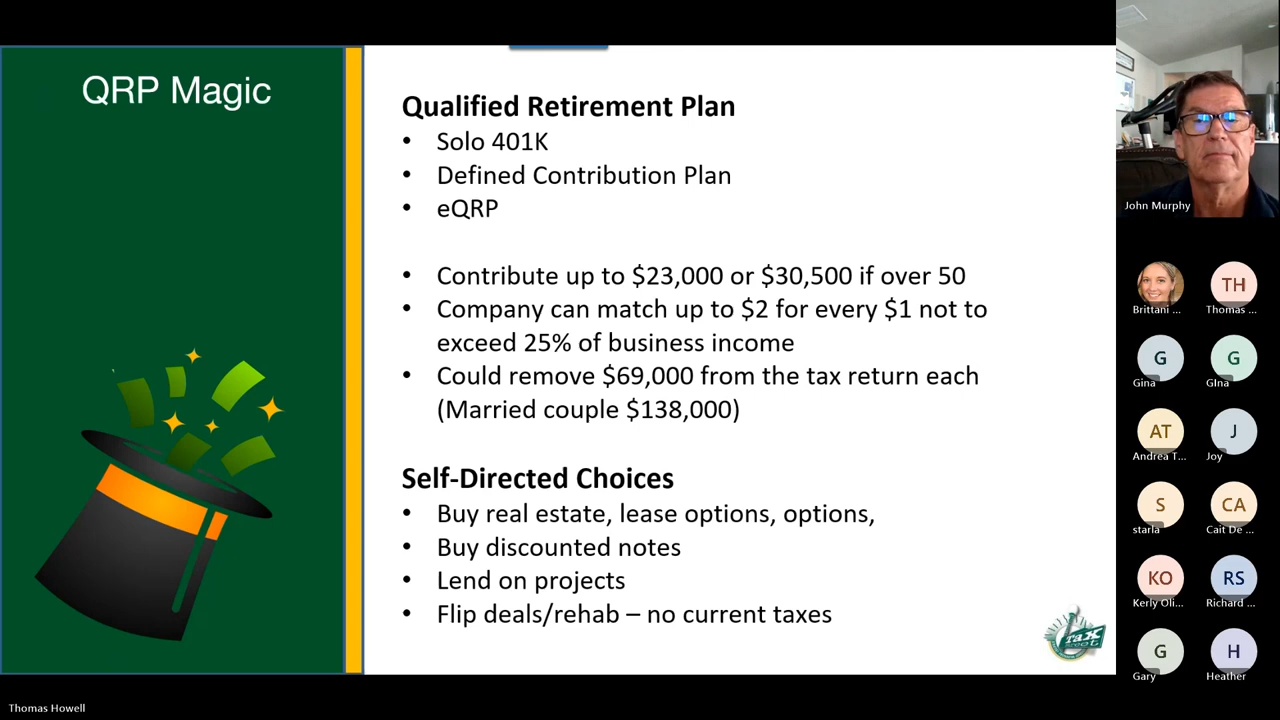 QRP Magic
Qualified Retirement Plan
• Solo 401K
• Defined Contribution Plan
• eQRP
• Contribute up to $23,000 or $30,500 if over 50
• Company can match up to $2 for every $1 not to
exceed 25% of business income
• Could remove $69,000 from the tax return each
(Married couple $138,000)
Self-Directed Choices
• Buy real estate, lease options, options,
• Buy discounted notes
• Lend on projects
• Flip deals/rehab – no current taxes
Tax
John Murphy
TH
Brittani ...
Thomas ...
G
G
Gina
GIna
AT
J
Andrea T...
Joy
S
CA
starla
Cait De ...
KO
RS
Kerly Oli...
Richard ...
G
H
Gary
Heather
Thomas Howell